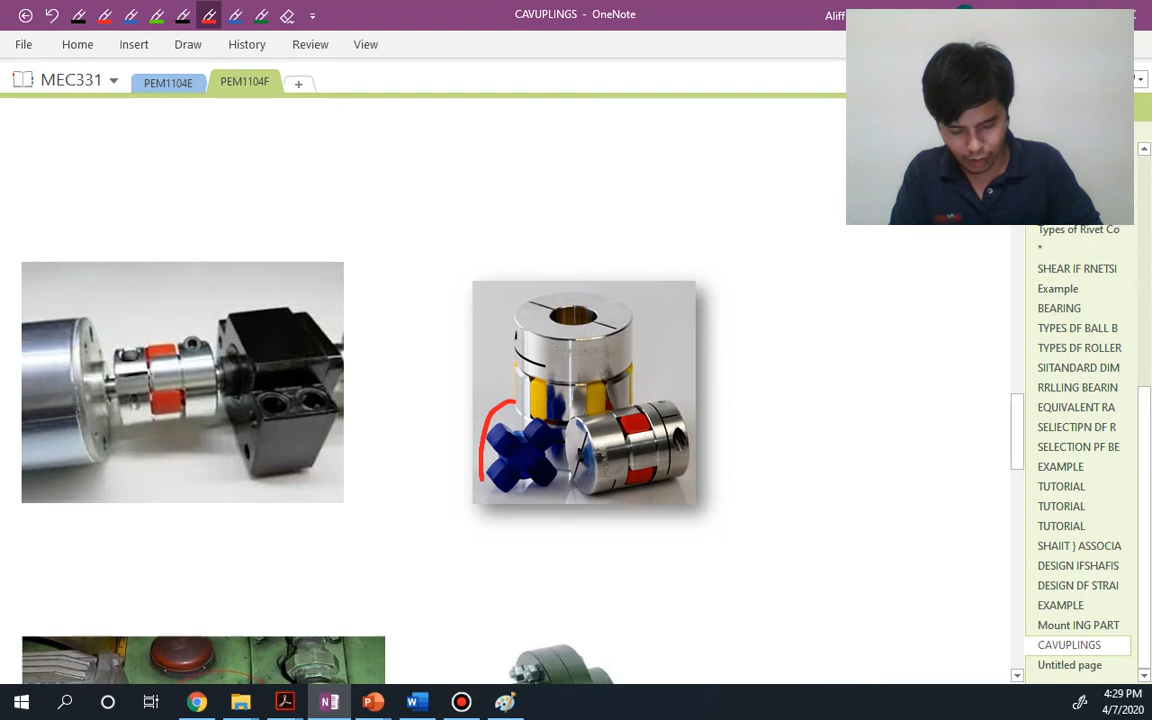 CAVUPLINGS - OneNote
Aliff
File
Home
Insert
Draw
History
Review
View
MEC331
PEM1104E
PEM1104F
Types of Rivet Co
*
SHEAR IF RNETSI
Example
BEARING
TYPES DF BALL B
TYPES DF ROLLER
SIITANDARD DIM
RRLLING BEARIN
EQUIVALENT RA
SELIECTIPN DF R
SELECTION PF BE
EXAMPLE
TUTORIAL
TUTORIAL
TUTORIAL
SHAIIT } ASSOCIA
DESIGN IFSHAFIS
DESIGN DF STRAI
EXAMPLE
Mount ING PART
CAVUPLINGS
Untitled page
4:29 PM
4/7/2020